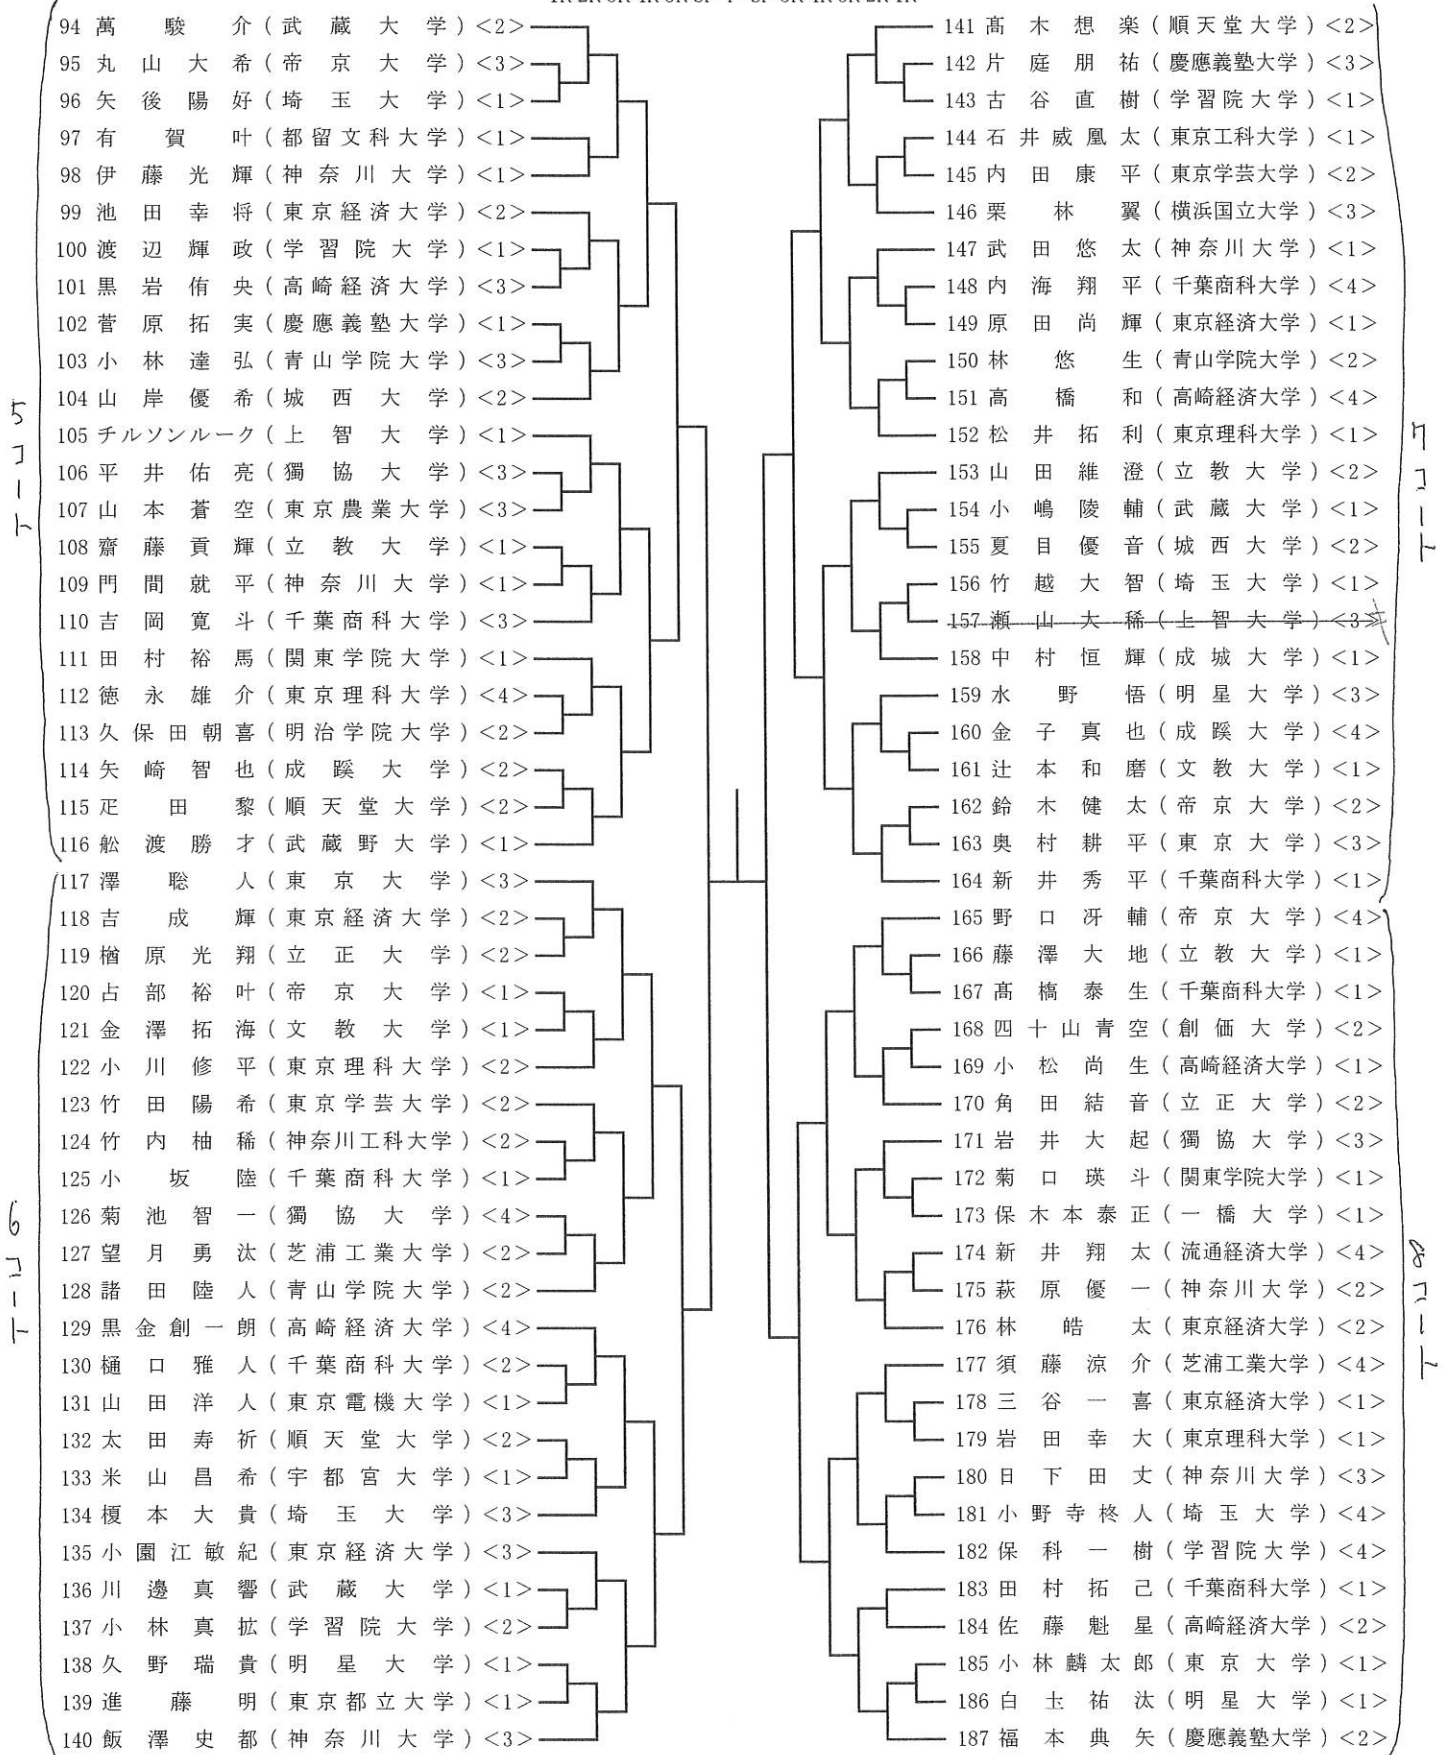 94 萬駿介(武蔵大学)<2>
95 丸山大希(帝京大学)<3>
96 矢後陽好(埼玉大学)<1>
97 有賀叶(都留文科大学)<1>
98 伊藤光輝(神奈川大学)<1>
99 池田幸将(東京経済大学)<2>
100 渡辺輝政(学習院大学)<1>
101 黒岩侑央(高崎経済大学)<3>
102 菅原拓実(慶應義塾大学)<1>
103 小林達弘(青山学院大学)<3>
104 山岸優希(城西大学)<2>
105 チルソンルーク(上智大学)<1>
106 平井佑亮(獨協大学)<3>
107 山本蒼空(東京農業大学)<3>
108 齋藤貢輝(立教大学)<1>
109 門間就平(神奈川大学)<1>
110 吉岡寛斗(千葉商科大学)<3>
111 田村裕馬(関東学院大学)<1>
112 徳永雄介(東京理科大学)<4>
113 久保田朝喜(明治学院大学)<2>
114 矢崎智也(成蹊大学)<2>
115 疋田黎(順天堂大学)<2>
116 舩渡勝才(武蔵野大学)<1>
5コート
117 澤聡人(東京大学)<3>
118 吉成輝(東京経済大学)<2>
119 楢原光翔(立正大学)<2>
120 占部裕叶(帝京大学)<1>
121 金澤拓海(文教大学)<1>
122 小川修平(東京理科大学)<2>
123 竹田陽希(東京学芸大学)<2>
124 竹内柚稀(神奈川工科大学)<2>
125 小坂陸(千葉商科大学)<1>
126 菊池智一(獨協大学)<4>
127 望月勇汰(芝浦工業大学)<2>
128 諸田陸人(青山学院大学)<2>
129 黒金創一朗(高崎経済大学)<4>
130 樋口雅人(千葉商科大学)<2>
131 山田洋人(東京電機大学)<1>
132 太田寿祈(順天堂大学)<2>
133 米山昌希(宇都宮大学)<1>
134 榎本大貴(埼玉大学)<3>
135 小園江敏紀(東京経済大学)<3>
136 川邊真響(武蔵大学)<1>
137 小林真拡(学習院大学)<2>
138 久野瑞貴(明星大学)<1>
139 進藤明(東京都立大学)<1>
140 飯澤史都(神奈川大学)<3>
6コート
141 髙木想楽(順天堂大学)<2>
142 片庭朋祐(慶應義塾大学)<3>
143 古谷直樹(学習院大学)<1>
144 石井威凰太(東京工科大学)<1>
145 内田康平(東京学芸大学)<2>
146 栗林翼(横浜国立大学)<3>
147 武田悠太(神奈川大学)<1>
148 内海翔平(千葉商科大学)<4>
149 原田尚輝(東京経済大学)<1>
150 林悠生(青山学院大学)<2>
151 高橋和(高崎経済大学)<4>
152 松井拓利(東京理科大学)<1>
153 山田維澄(立教大学)<2>
154 小嶋陵輔(武蔵大学)<1>
155 夏目優音(城西大学)<2>
156 竹越大智(埼玉大学)<1>
157 瀬山大稀(上智大学)<3>
158 中村恒輝(成城大学)<1>
159 水野悟(明星大学)<3>
160 金子真也(成蹊大学)<4>
161 辻本和磨(文教大学)<1>
162 鈴木健太(帝京大学)<2>
163 奥村耕平(東京大学)<3>
164 新井秀平(千葉商科大学)<1>
7コート
165 野口冴輔(帝京大学)<4>
166 藤澤大地(立教大学)<1>
167 髙橋泰生(千葉商科大学)<1>
168 四十山青空(創価大学)<2>
169 小松尚生(高崎経済大学)<1>
170 角田結音(立正大学)<2>
171 岩井大起(獨協大学)<3>
172 菊口瑛斗(関東学院大学)<1>
173 保木本泰正(一橋大学)<1>
174 新井翔太(流通経済大学)<4>
175 萩原優一(神奈川大学)<2>
176 林皓太(東京経済大学)<2>
177 須藤涼介(芝浦工業大学)<4>
178 三谷一喜(東京経済大学)<1>
179 岩田幸大(東京理科大学)<1>
180 日下田丈(神奈川大学)<3>
181 小野寺柊人(埼玉大学)<4>
182 保科一樹(学習院大学)<4>
183 田村拓己(千葉商科大学)<1>
184 佐藤魁星(高崎経済大学)<2>
185 小林麟太郎(東京大学)<1>
186 白圡祐汰(明星大学)<1>
187 福本典矢(慶應義塾大学)<2>
8コート